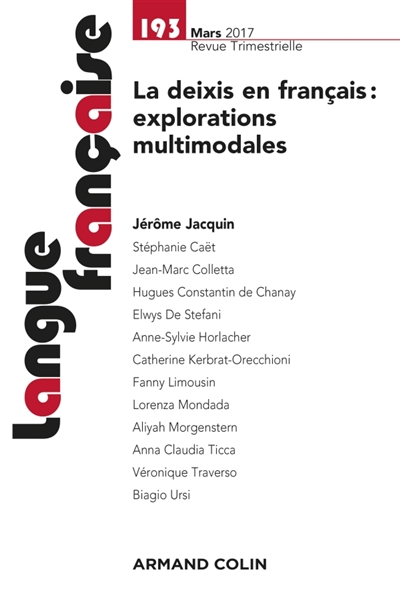 193
Mars 2017
Revue Trimestrielle
Langue
française
La deixis en français :
explorations
multimodales
Jérôme Jacquin
Stéphanie Caët
Jean-Marc Colletta
Hugues Constantin de Chanay
Elwys De Stefani
Anne-Sylvie Horlacher
Catherine Kerbrat-Orecchioni
Fanny Limousin
Lorenza Mondada
Aliyah Morgenstern
Anna Claudia Ticca
Véronique Traverso
Biagio Ursi
ARMAND COLIN